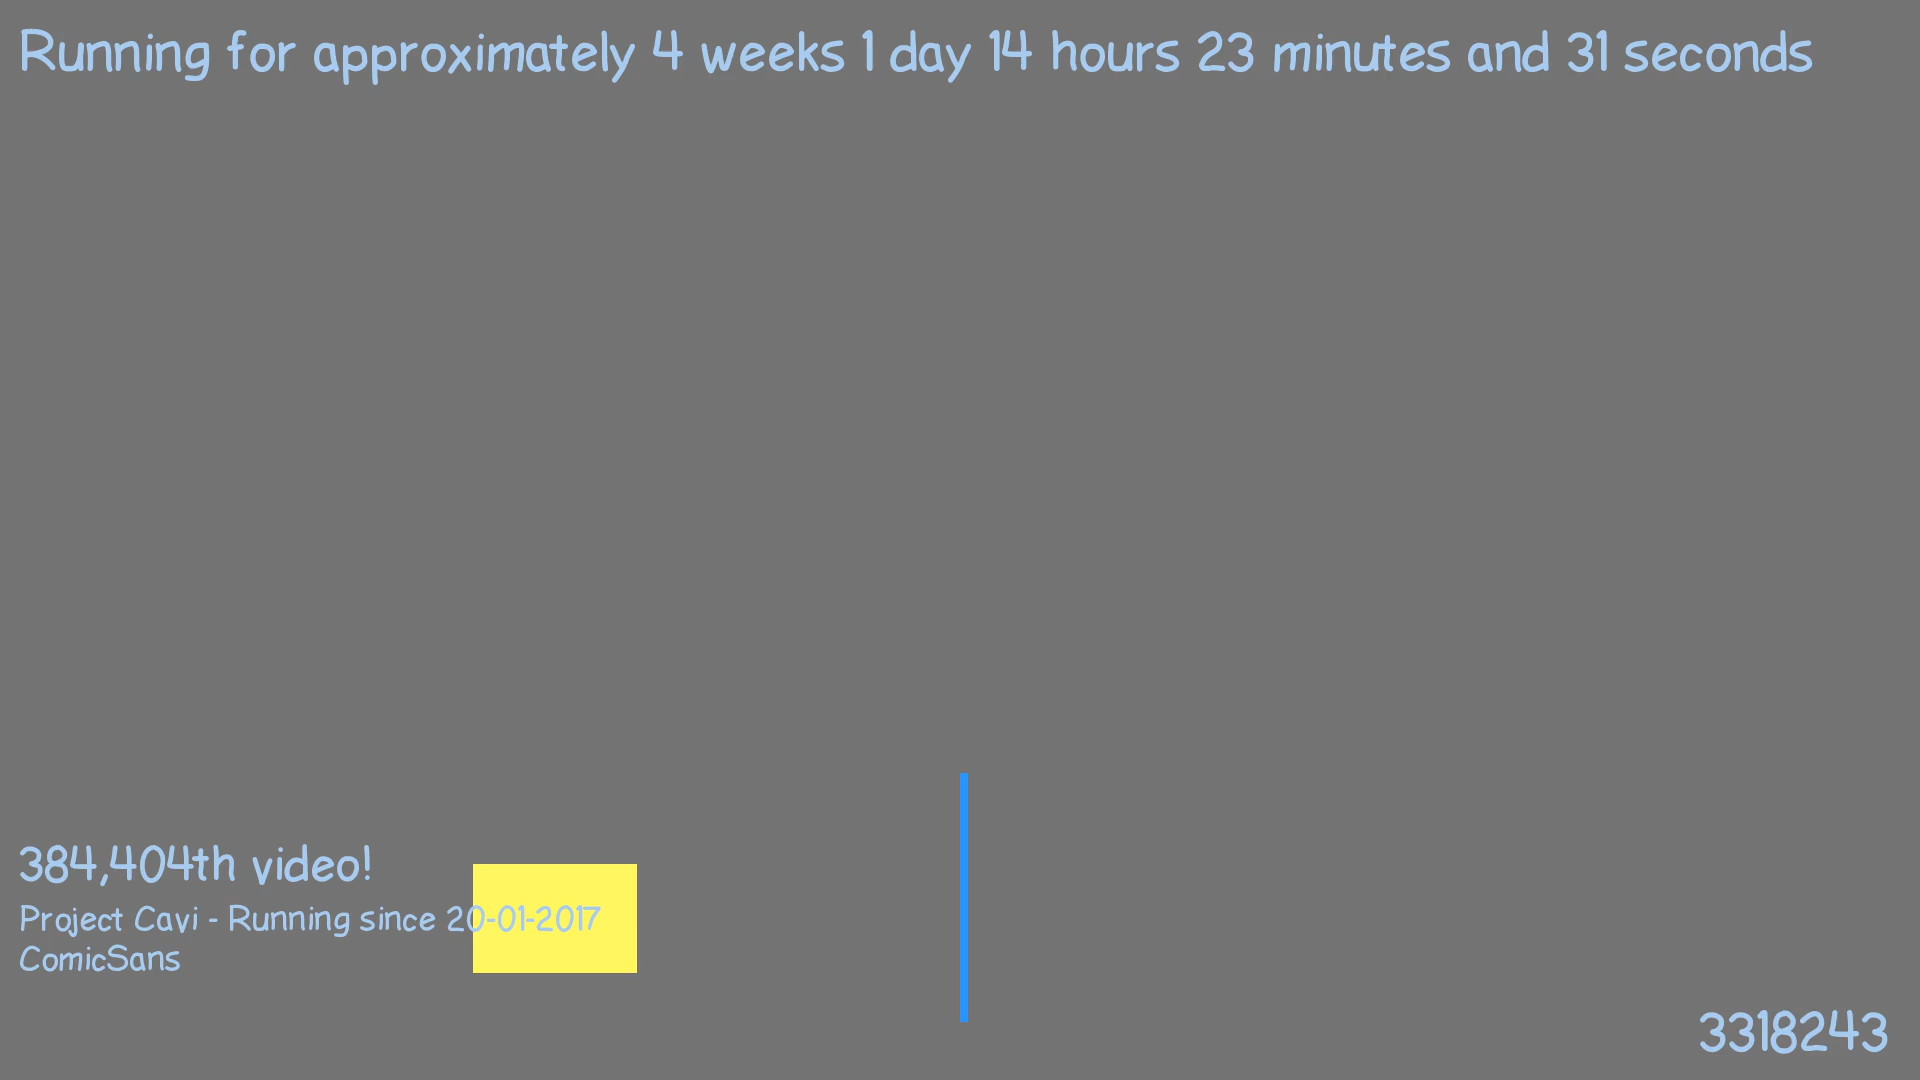 Running for approximately 4 weeks 1 day 14 hours 23 minutes and 31 seconds
384,404th video!
Project Cavi - Running since 20-01-2017
ComicSans
3318243